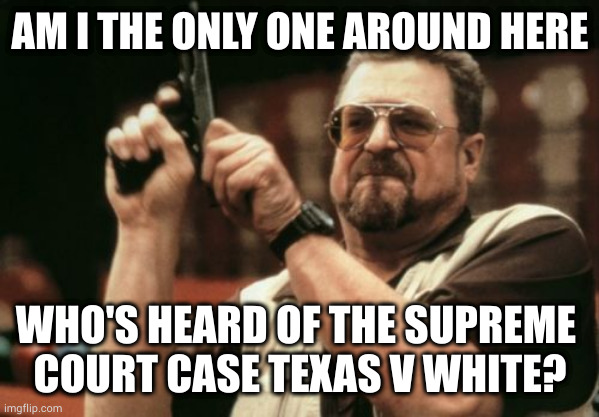 AM I THE ONLY ONE AROUND HERE
WHO'S HEARD OF THE SUPREME
COURT CASE TEXAS V WHITE?
imgflip.com